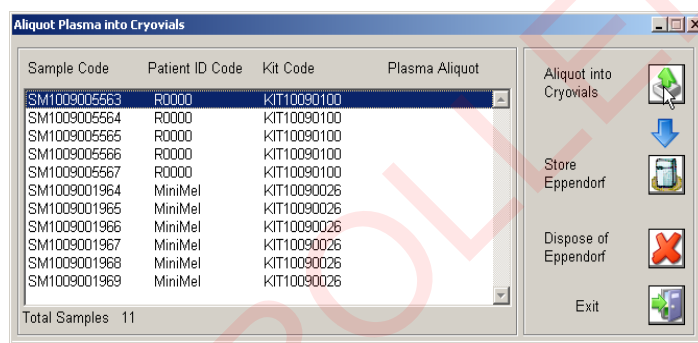 Aliquot Plasma into Cryovials
Sample Code Patient ID Code Kit Code Plasma Aliquot
SM1009005563 R0000 KIT10090100
SM1009005564 R0000 KIT10090100
SM1009005565 R0000 KIT10090100
SM1009005566 R0000 KIT10090100
SM1009005567 R0000 KIT10090100
SM1009001964 MiniMel KIT10090026
SM1009001965 MiniMel KIT10090026
SM1009001966 MiniMel KIT10090026
SM1009001967 MiniMel KIT10090026
SM1009001968 MiniMel KIT10090026
SM1009001969 MiniMel KIT10090026
Total Samples 11
Aliquot into
Cryovials
Store
Eppendorf
Dispose of
Eppendorf
Exit